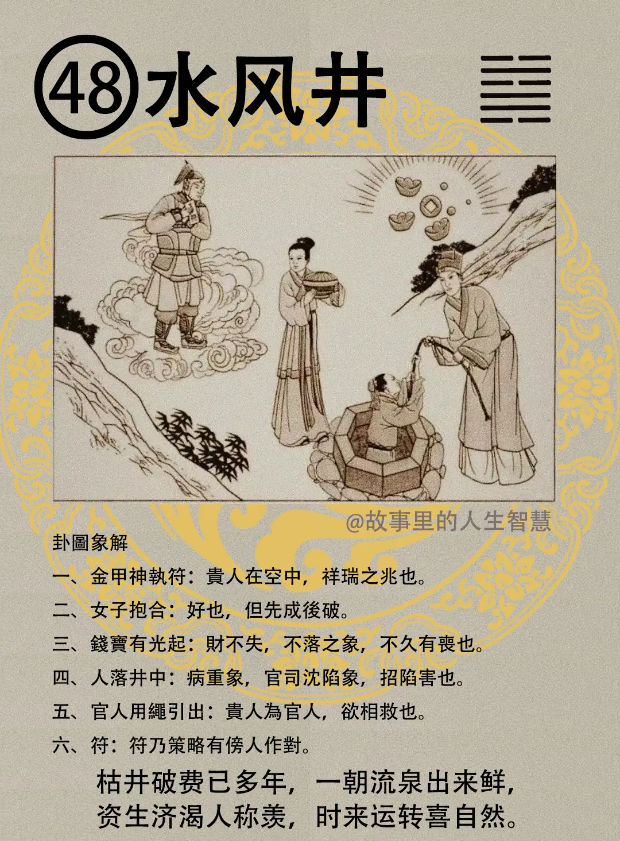 48 水风井
@故事里的人生智慧
卦圖象解
一、金甲神執符：貴人在空中，祥瑞之兆也。
二、女子抱合：好也，但先成後破。
三、錢寶有光起：財不失，不落之象，不久有喪也。
四、人落井中：病重象，官司沈陷象，招陷害也。
五、官人用繩引出：貴人為官人，欲相救也。
六、符：符乃策略有傍人作對。
枯井破费已多年，一朝流泉出来鲜，
资生济渴人称羡，时来运转喜自然。